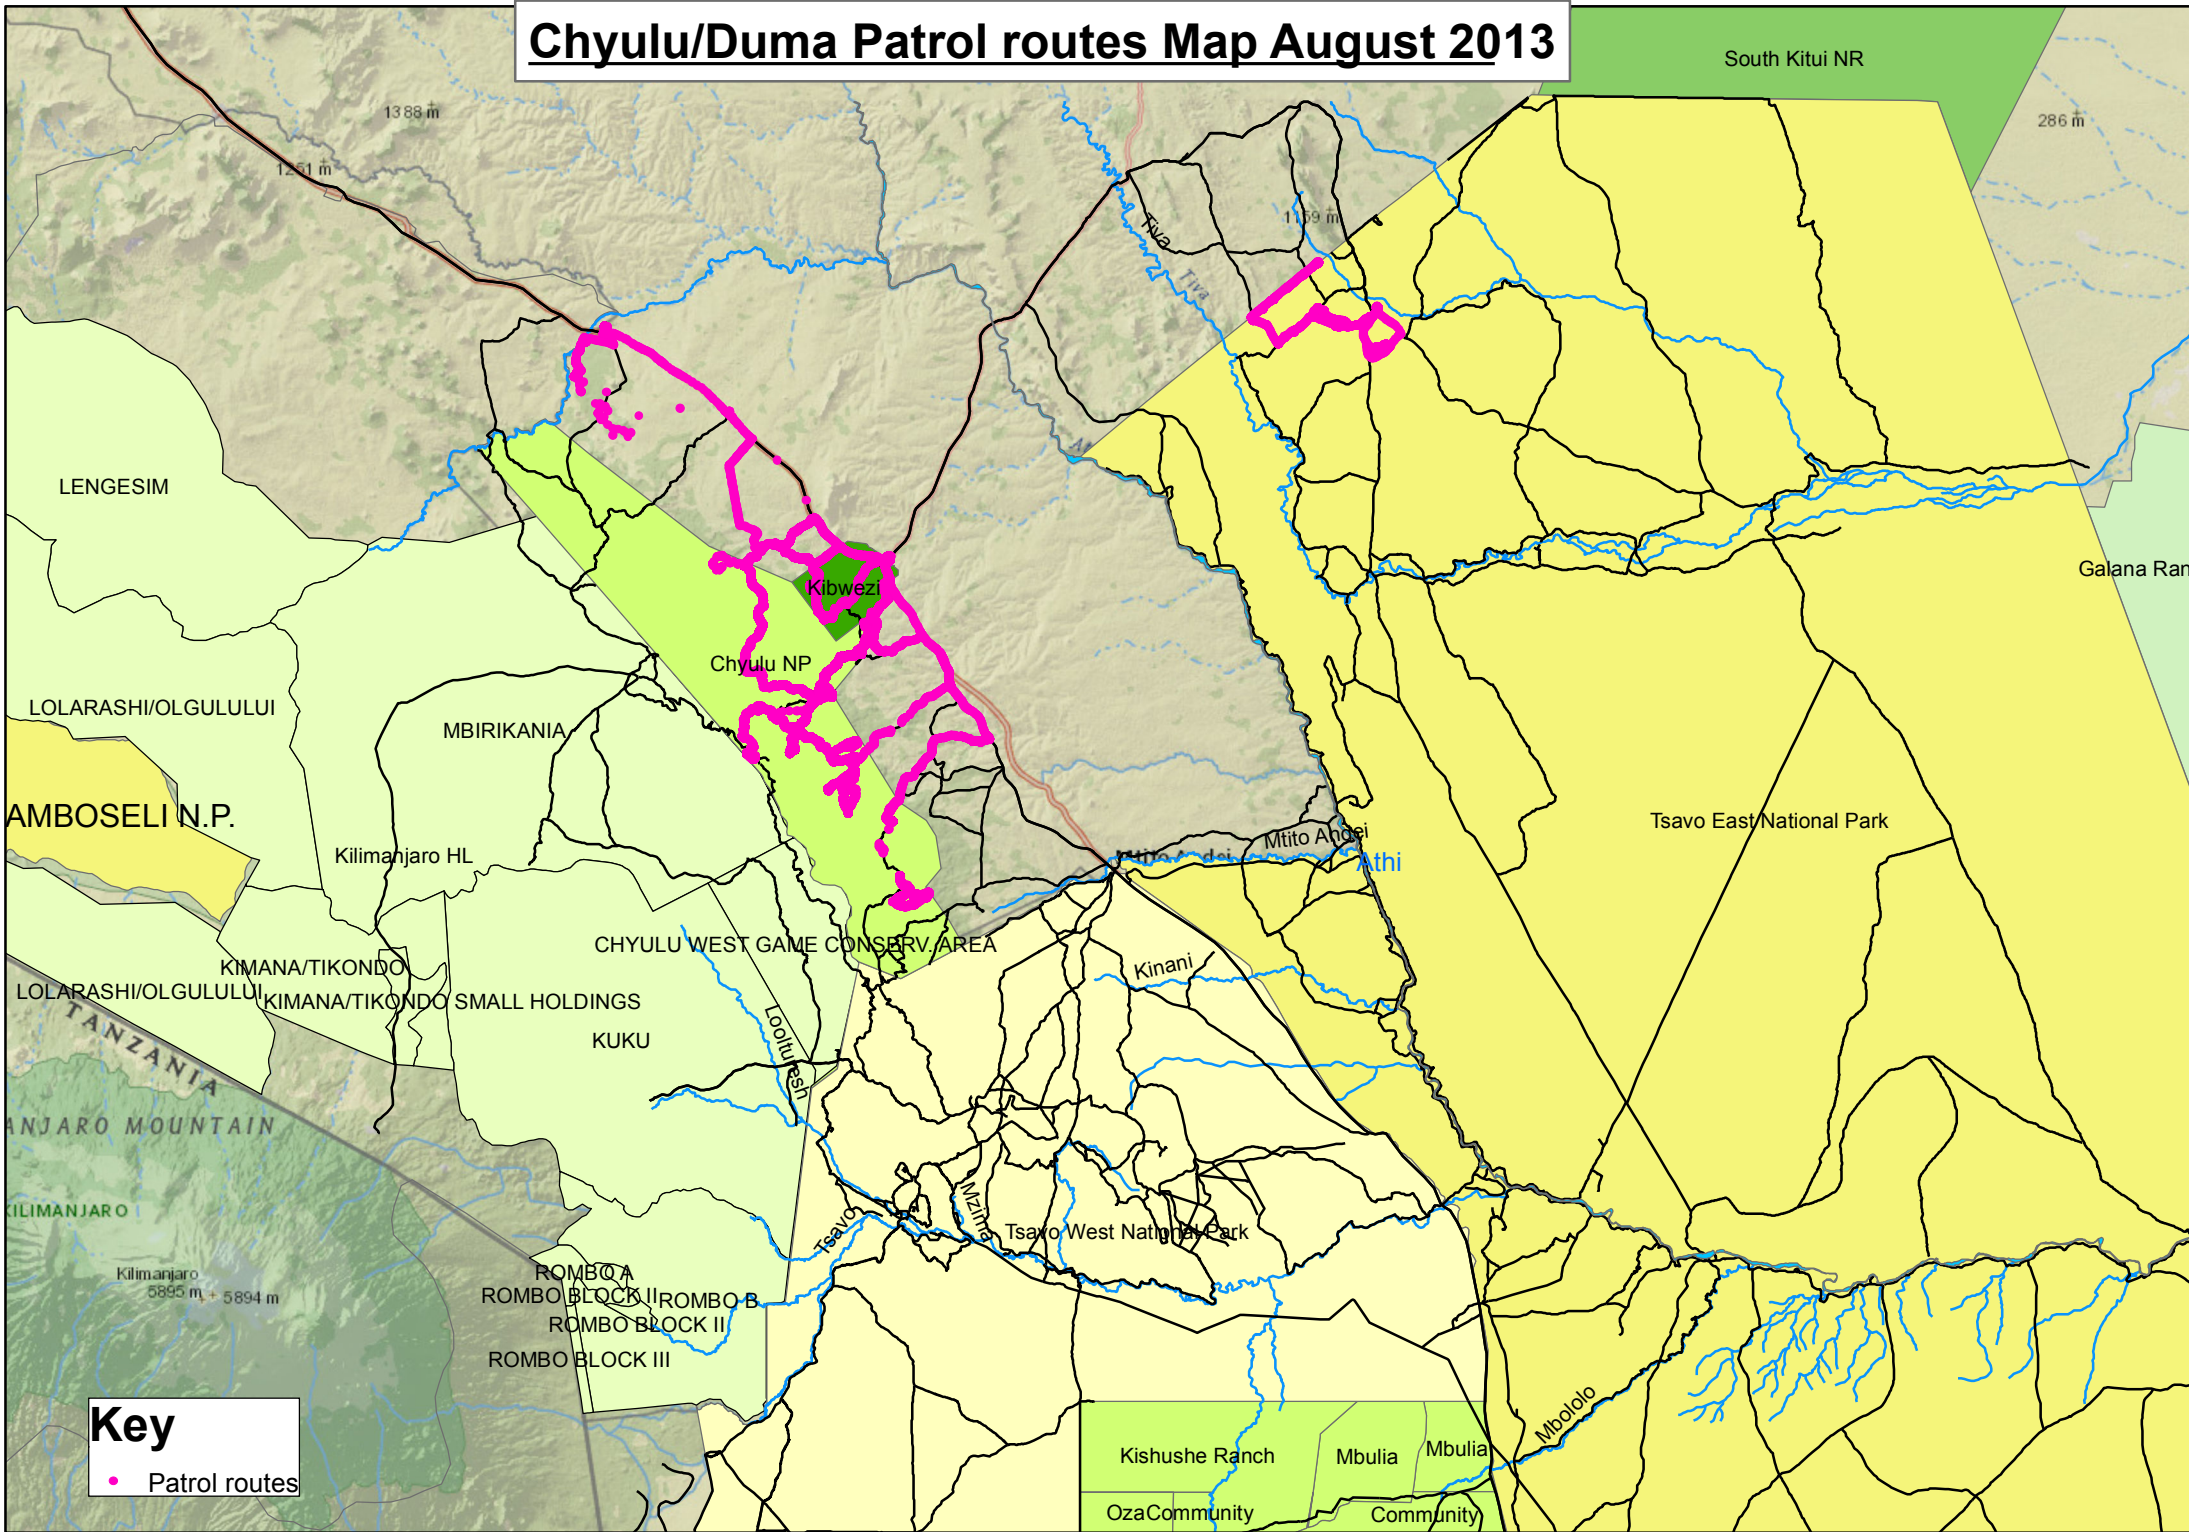 Chyulu/Duma Patrol routes Map August 2013
South Kitui NR
1388 m
286 m
1251 m
1159 m
Tiva
Tiva
LENGESIM
Galana Ran
Kibwezi
Chyulu NP
LOLARASHI/OLGULULUI
MBIRIKANIA
AMBOSELI N.P.
Tsavo East National Park
Mtito Andei
Mtito Andei
Kilimanjaro HL
Athi
CHYULU WEST GAME CONSERV. AREA
KIMANA/TIKONDO
Kinani
LOLARASHI/OLGULULUI
KIMANA/TIKONDO SMALL HOLDINGS
TANZANIA
KUKU
Looltureshi
ANJARO MOUNTAIN
KILIMANJARO
Tsavo
Mzima
Tsavo West National Park
Kilimanjaro
5895 m
5894 m
ROMBO A
ROMBO BLOCK II
ROMBO B
ROMBO BLOCK II
ROMBO BLOCK III
Key
Patrol routes
Kishushe Ranch
Mbulia
Mbulia
Mbololo
OzaCommunity
Community